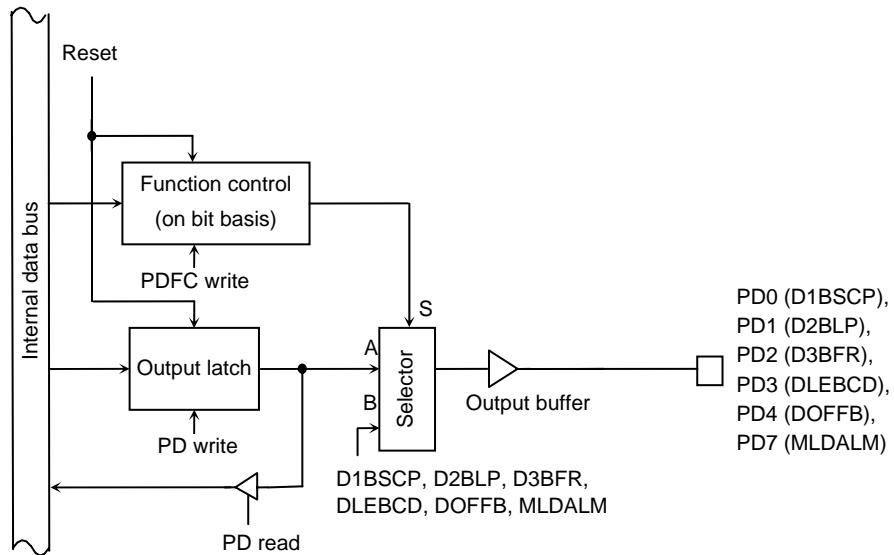 Reset
Internal data bus
Function control
(on bit basis)
PDFC write
S
Output latch
A
B
Selector
Output buffer
PD write
D1BSCP, D2BLP, D3BFR,
DLEBCD, DOFFB, MLDALM
PD read
PD0 (D1BSCP),
PD1 (D2BLP),
PD2 (D3BFR),
PD3 (DLEBCD),
PD4 (DOFFB),
PD7 (MLDALM)